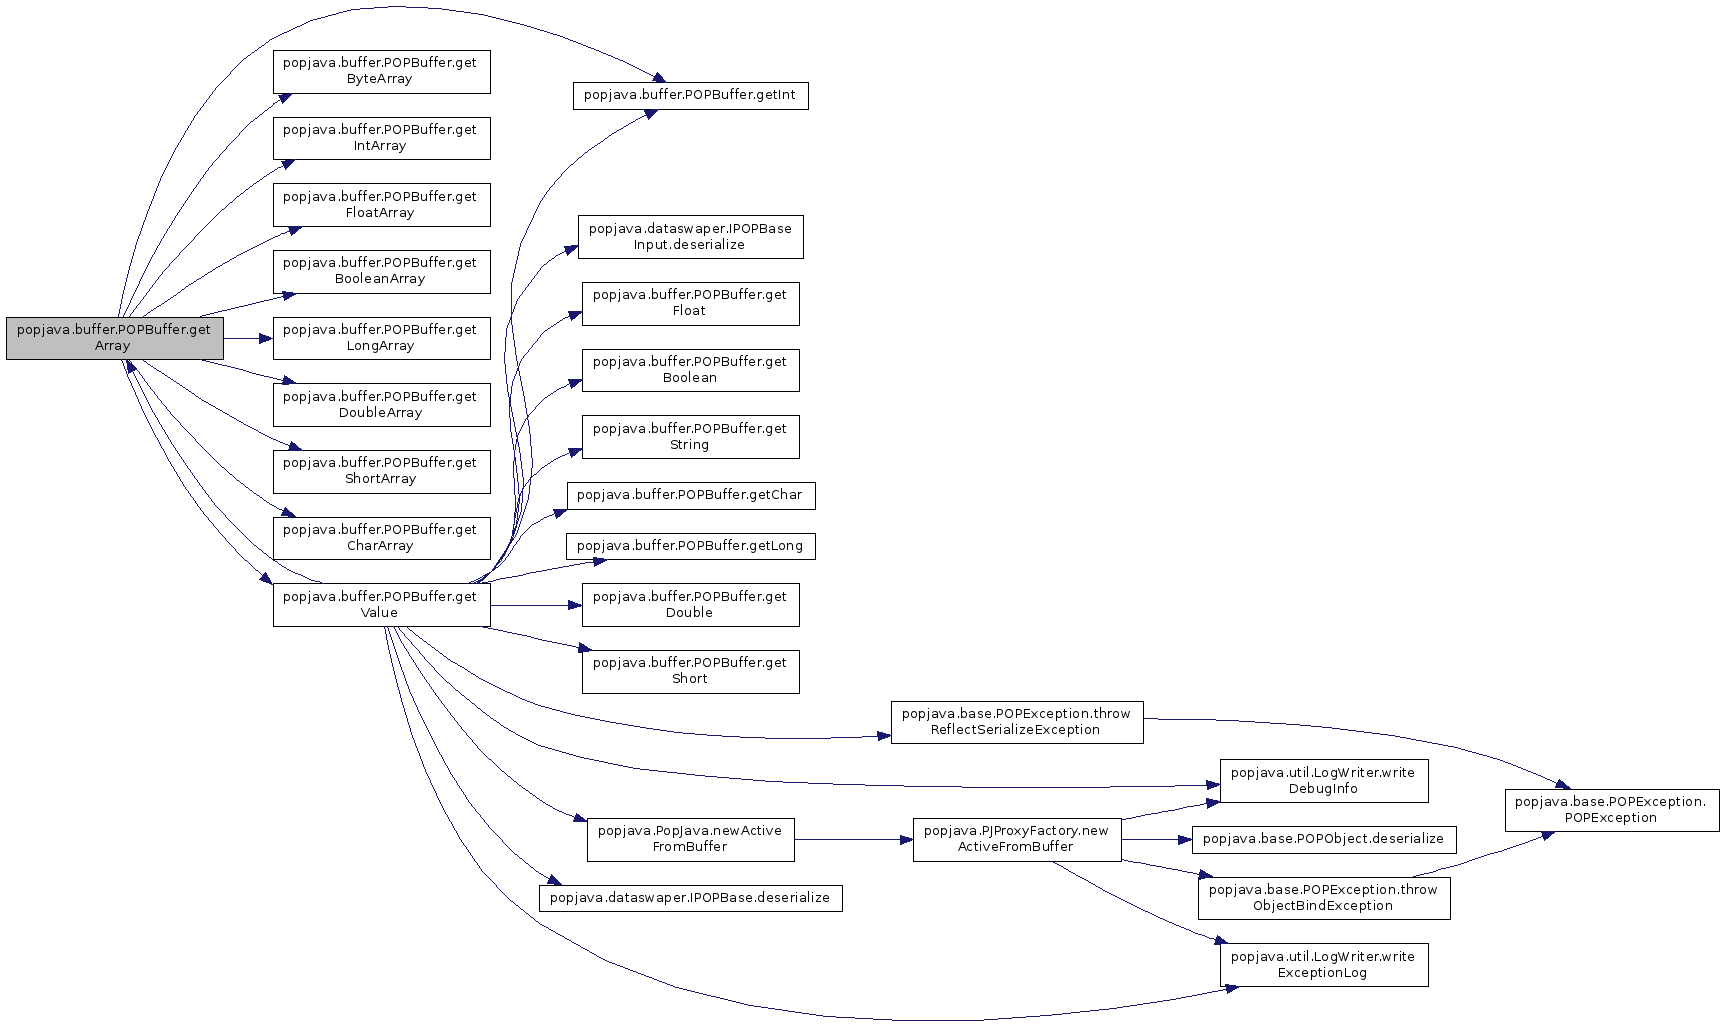 popjava.buffer.POPBuffer.get
Array
popjava.buffer.POPBuffer.get
ByteArray
popjava.buffer.POPBuffer.get
IntArray
popjava.buffer.POPBuffer.get
FloatArray
popjava.buffer.POPBuffer.get
BooleanArray
popjava.buffer.POPBuffer.get
LongArray
popjava.buffer.POPBuffer.get
DoubleArray
popjava.buffer.POPBuffer.get
ShortArray
popjava.buffer.POPBuffer.get
CharArray
popjava.buffer.POPBuffer.get
Value
popjava.buffer.POPBuffer.getInt
popjava.dataswaper.IPOPBase
Input.deserialize
popjava.buffer.POPBuffer.get
Float
popjava.buffer.POPBuffer.get
Boolean
popjava.buffer.POPBuffer.get
String
popjava.buffer.POPBuffer.getChar
popjava.buffer.POPBuffer.getLong
popjava.buffer.POPBuffer.get
Double
popjava.buffer.POPBuffer.get
Short
popjava.PopJava.newActive
FromBuffer
popjava.dataswaper.IPOPBase.deserialize
popjava.base.POPException.throw
ReflectSerializeException
popjava.PJProxyFactory.new
ActiveFromBuffer
popjava.util.LogWriter.write
DebugInfo
popjava.base.POPObject.deserialize
popjava.base.POPException.throw
ObjectBindException
popjava.util.LogWriter.write
ExceptionLog
popjava.base.POPException.
POPException